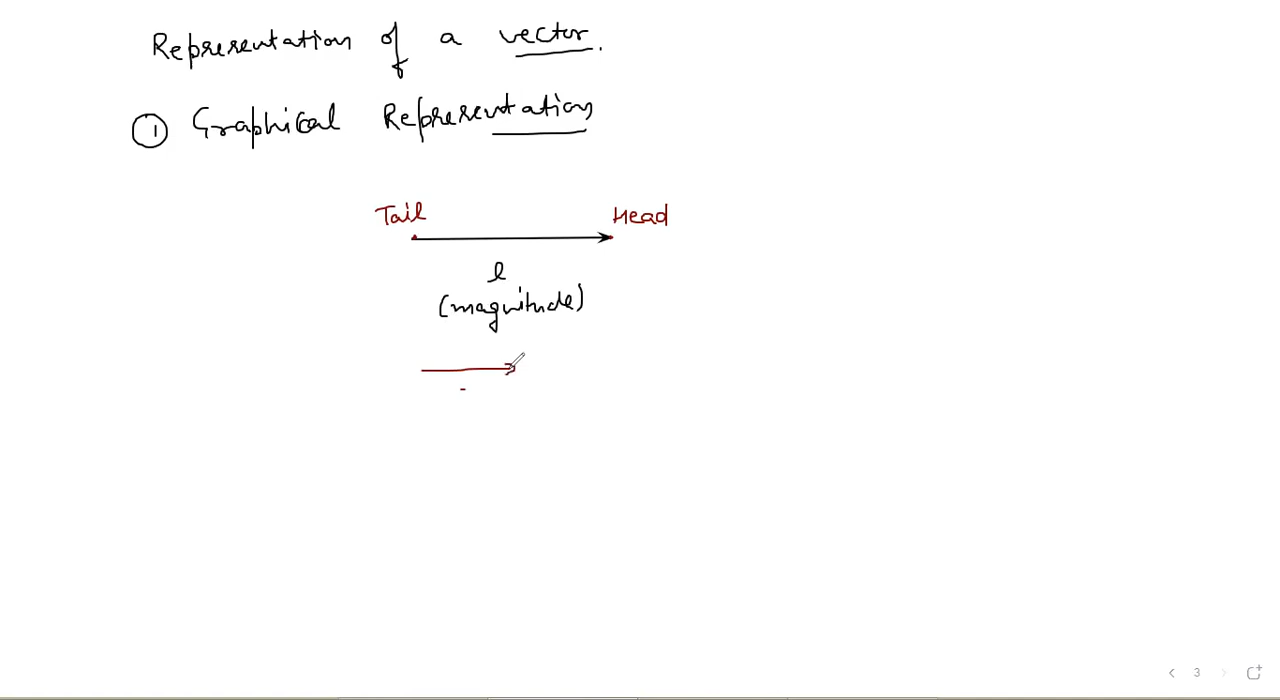 Representation of a vector.
① Graphical Representation
Tail Head
l
(magnitude)
3